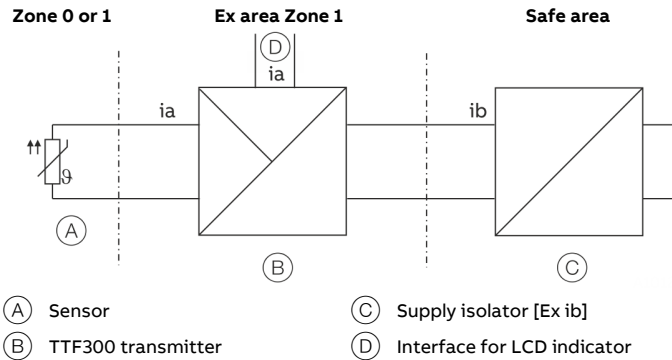 Zone 0 or 1
Ex area Zone 1
Safe area
D
ia
ia
ib
ϑ
A
B
C
A Sensor
C Supply isolator [Ex ib]
B TTF300 transmitter
D Interface for LCD indicator